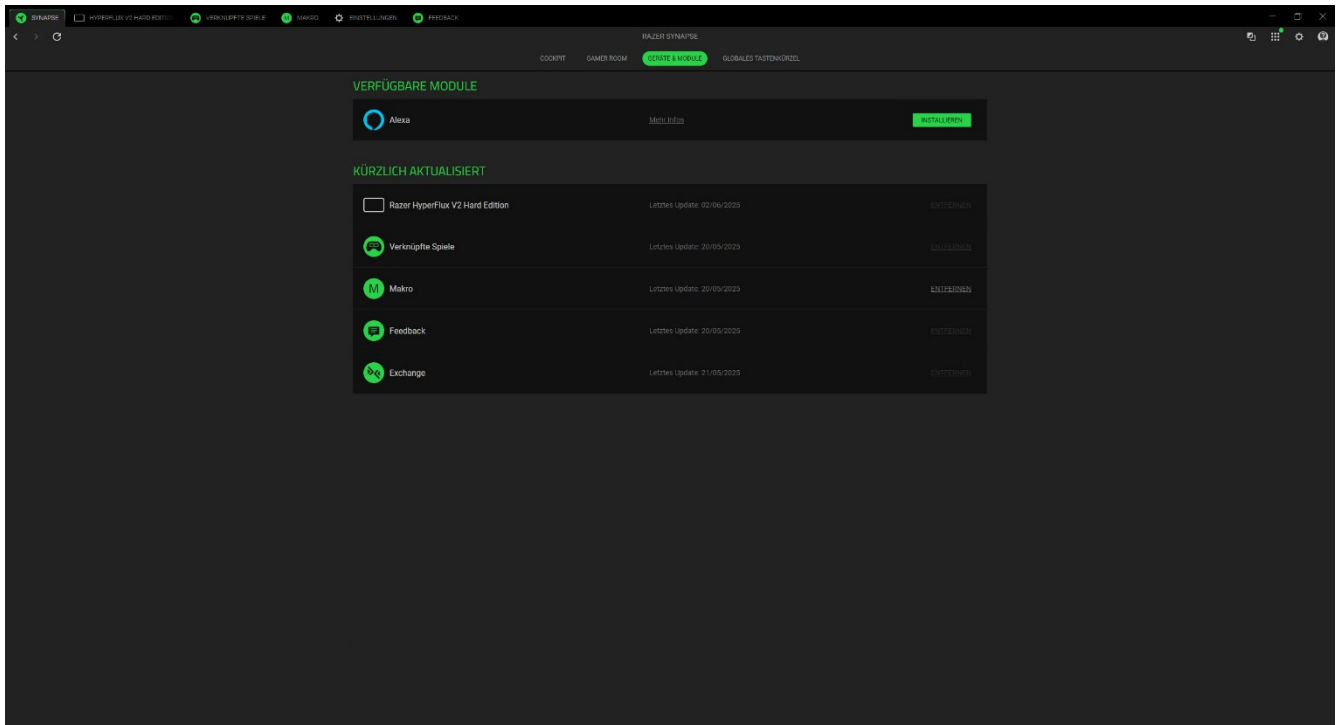 SYNAPSE HYPERFLUX V2 HARD EDITIO VERKNÜPFTE SPIELE MAKRO EINSTELLUNGEN FEEDBACK
RAZER SYNAPSE
COCKPIT GAMER ROOM GERÄTE & MODULE GLOBALES TASTENKÜRZEL
VERFÜGBARE MODULE
Alexa Mehr Infos INSTALLIEREN
KÜRZLICH AKTUALISIERT
Razer HyperFlux V2 Hard Edition Letztes Update: 02/06/2025 ENTFERNEN
Verknüpfte Spiele Letztes Update: 20/05/2025 ENTFERNEN
M Makro Letztes Update: 20/05/2025 ENTFERNEN
Feedback Letztes Update: 20/05/2025 ENTFERNEN
Exchange Letztes Update: 21/05/2025 ENTFERNEN